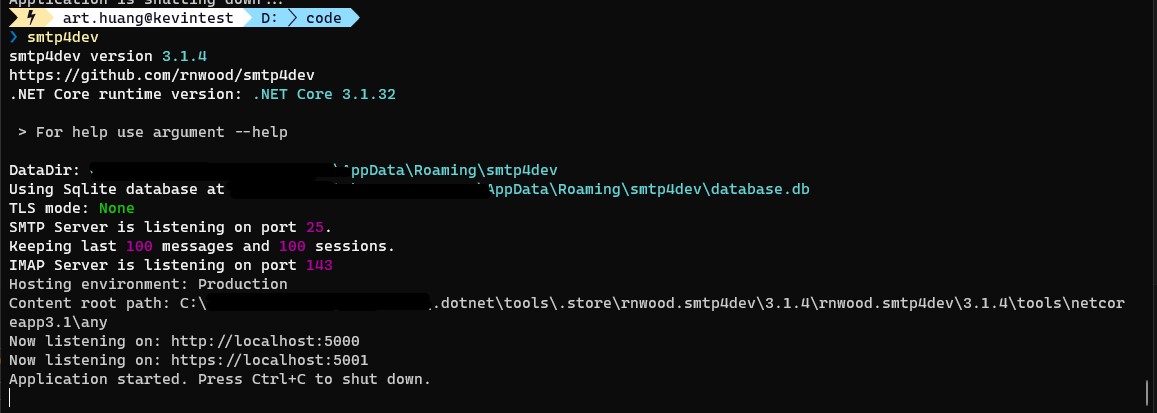 Application is shutting down...
art.huang@kevintest D: code
❯ smtp4dev
smtp4dev version 3.1.4
https://github.com/rnwood/smtp4dev
.NET Core runtime version: .NET Core 3.1.32
> For help use argument --help
DataDir: \AppData\Roaming\smtp4dev
Using Sqlite database at \AppData\Roaming\smtp4dev\database.db
TLS mode: None
SMTP Server is listening on port 25.
Keeping last 100 messages and 100 sessions.
IMAP Server is listening on port 143
Hosting environment: Production
Content root path: C:\ .dotnet\tools\.store\rnwood.smtp4dev\3.1.4\rnwood.smtp4dev\3.1.4\tools\netcor
eapp3.1\any
Now listening on: http://localhost:5000
Now listening on: https://localhost:5001
Application started. Press Ctrl+C to shut down.